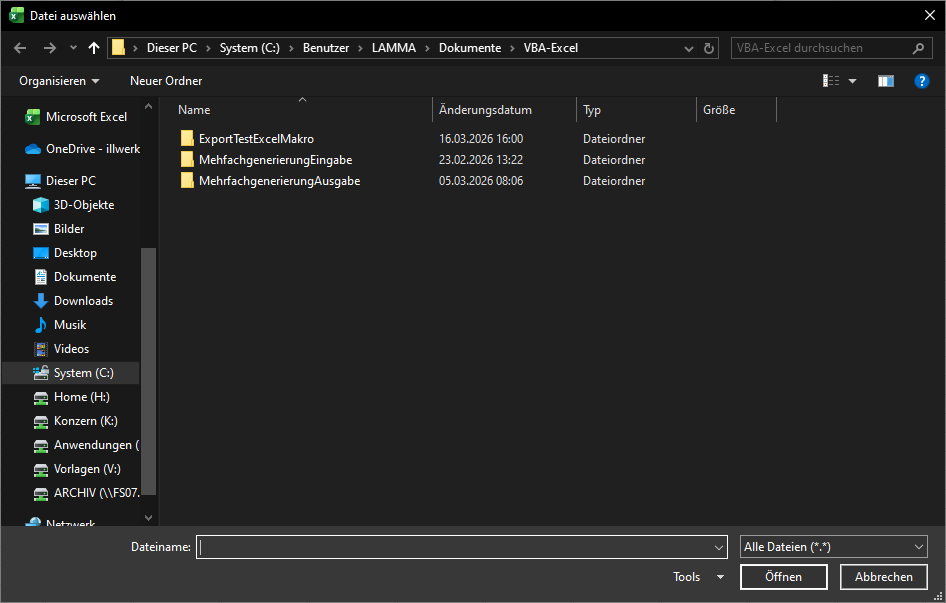 Datei auswählen
Dieser PC › System (C:) › Benutzer › LAMMA › Dokumente › VBA-Excel
VBA-Excel durchsuchen
Organisieren
Neuer Ordner
Microsoft Excel
OneDrive - illwerk
Dieser PC
3D-Objekte
Bilder
Desktop
Dokumente
Downloads
Musik
Videos
System (C:)
Home (H:)
Konzern (K:)
Anwendungen (
Vorlagen (V:)
ARCHIV (\\FS07.
Netzwerk
Name Änderungsdatum Typ Größe
ExportTestExcelMakro 16.03.2026 16:00 Dateiordner
MehfachgenerierungEingabe 23.02.2026 13:22 Dateiordner
MehrfachgenerierungAusgabe 05.03.2026 08:06 Dateiordner
Dateiname:
Alle Dateien (*.*)
Tools
Öffnen
Abbrechen